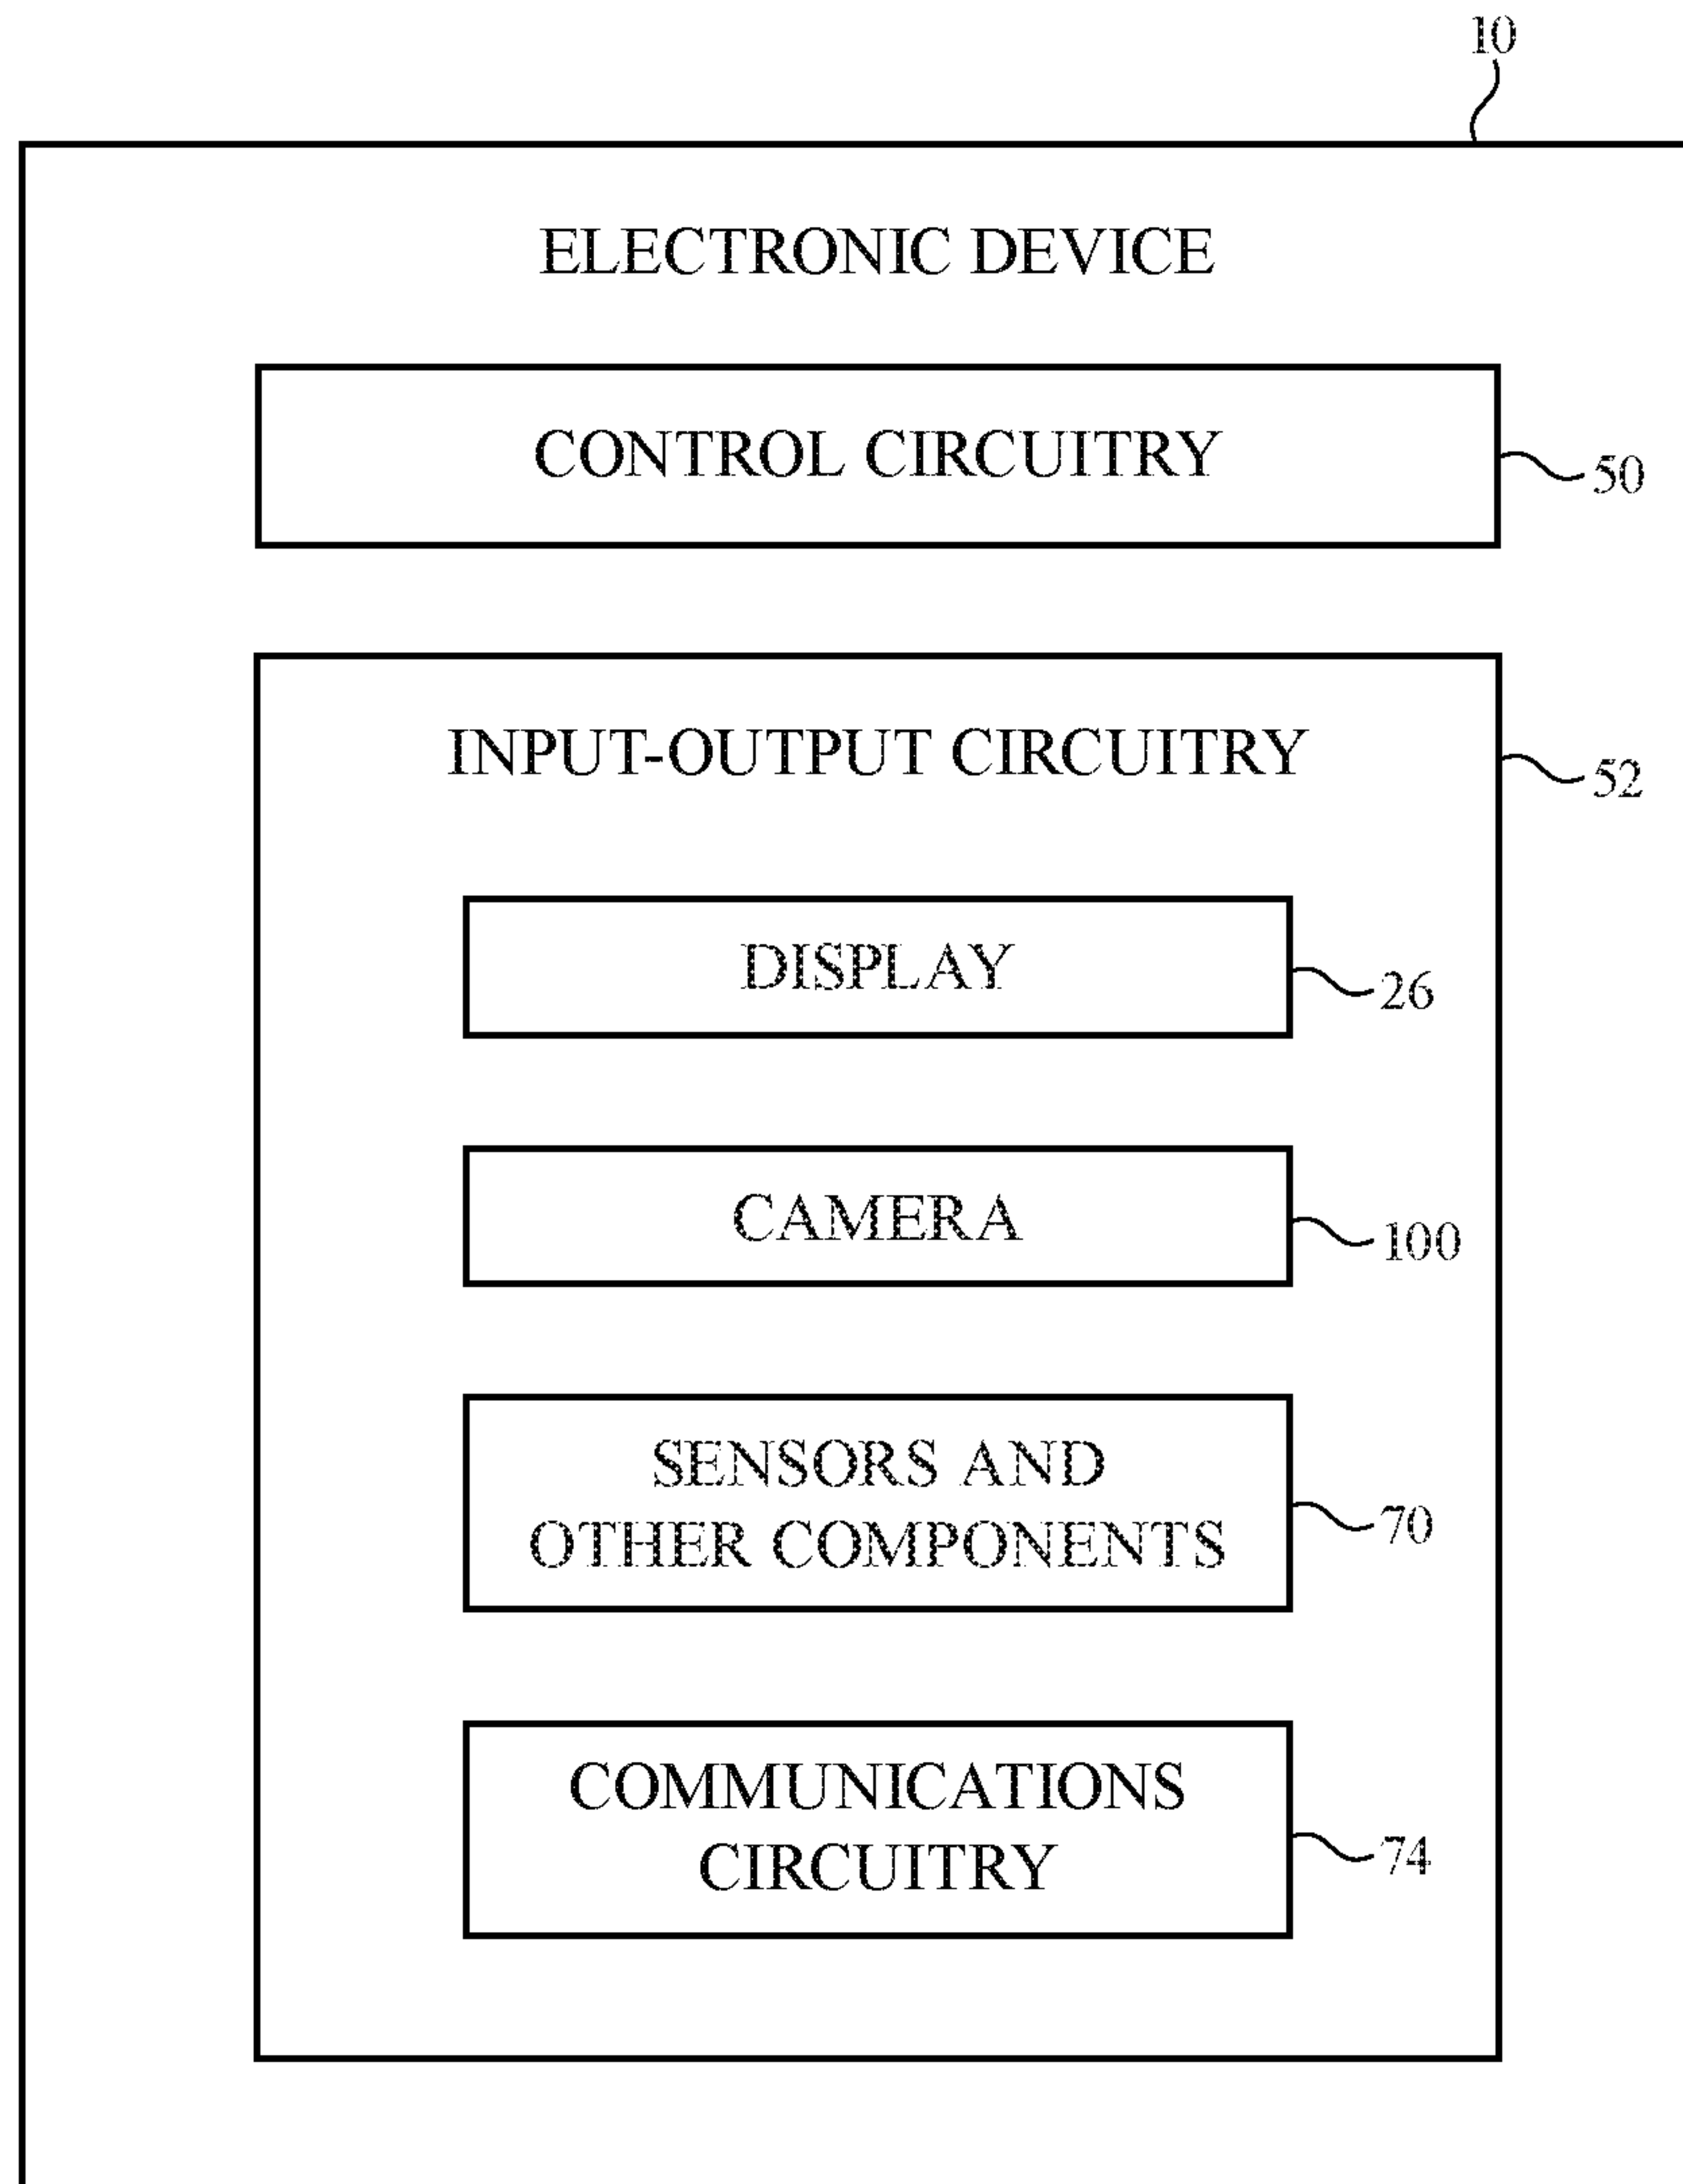 10
ELECTRONIC DEVICE
CONTROL CIRCUITRY
50
INPUT-OUTPUT CIRCUITRY
52
DISPLAY
26
CAMERA
100
SENSORS AND
OTHER COMPONENTS
70
COMMUNICATIONS
CIRCUITRY
74